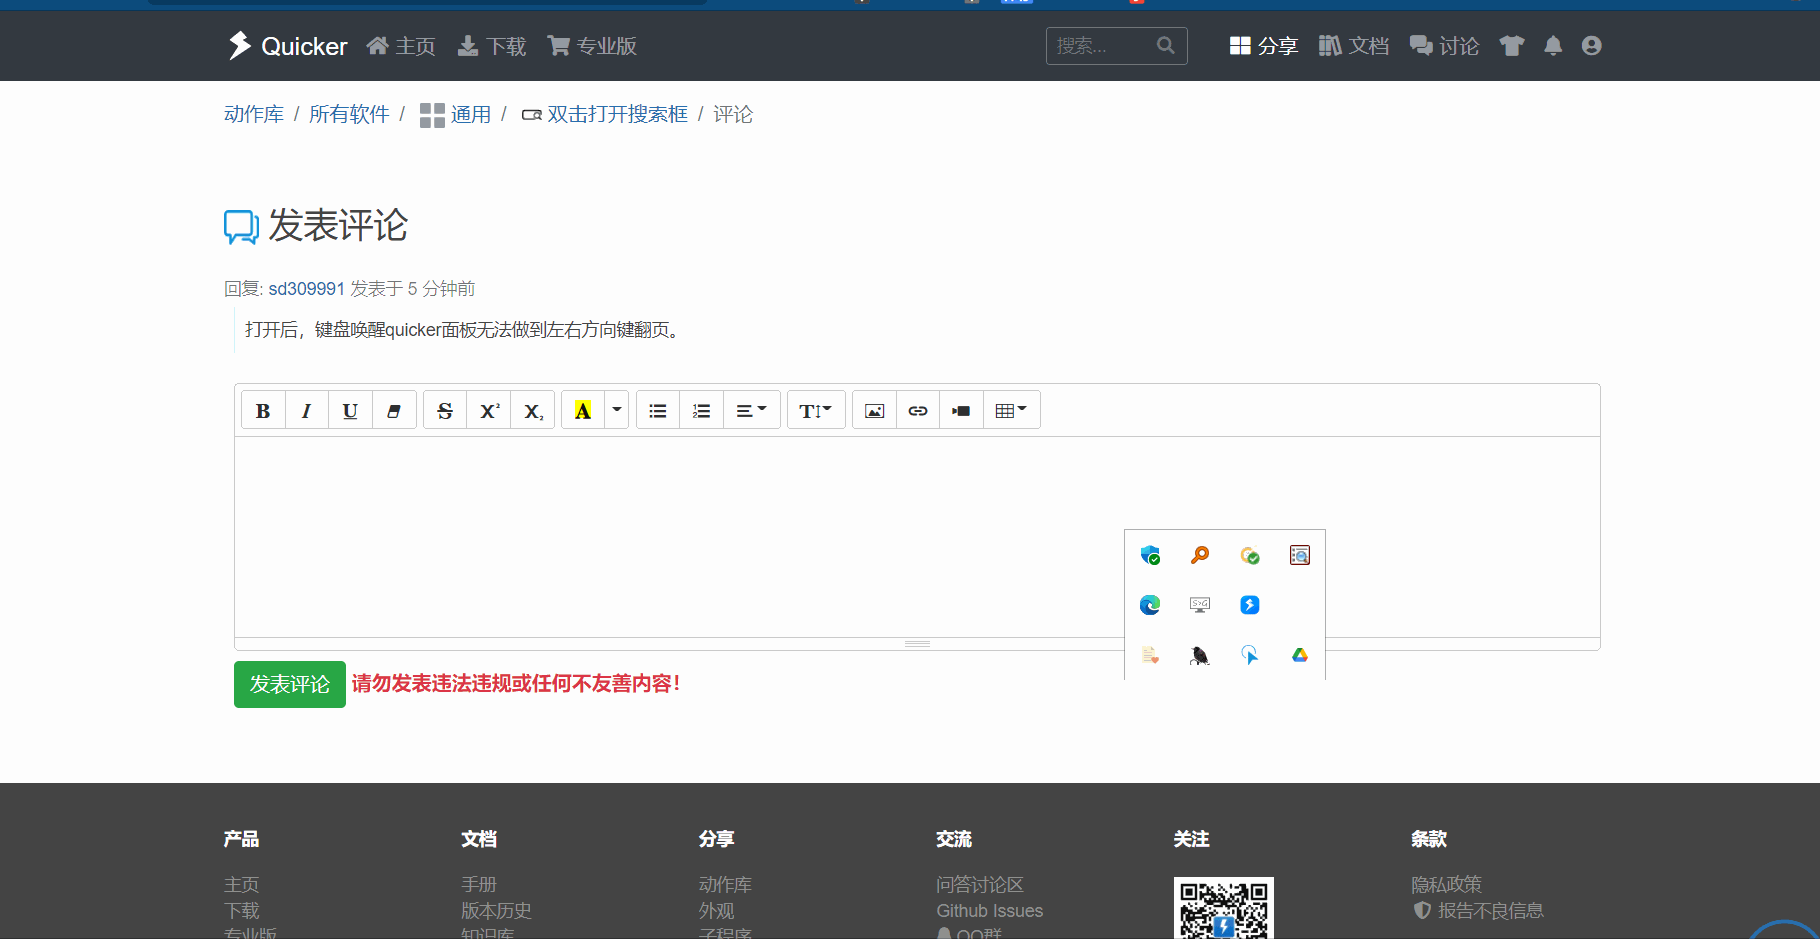 Quicker 主页 下载 专业版 搜索... 分享 文档 讨论
动作库 / 所有软件 / 通用 / 双击打开搜索框 / 评论
发表评论
回复: sd309991 发表于 5 分钟前
打开后，键盘唤醒quicker面板无法做到左右方向键翻页。
B I U S X² X₂ A T
发表评论 请勿发表违法违规或任何不友善内容！
产品 文档 分享 交流 关注 条款
主页 手册 动作库 问答讨论区 隐私政策
下载 版本历史 外观 Github Issues 报告不良信息
专业版 知识库 子程序 QQ群